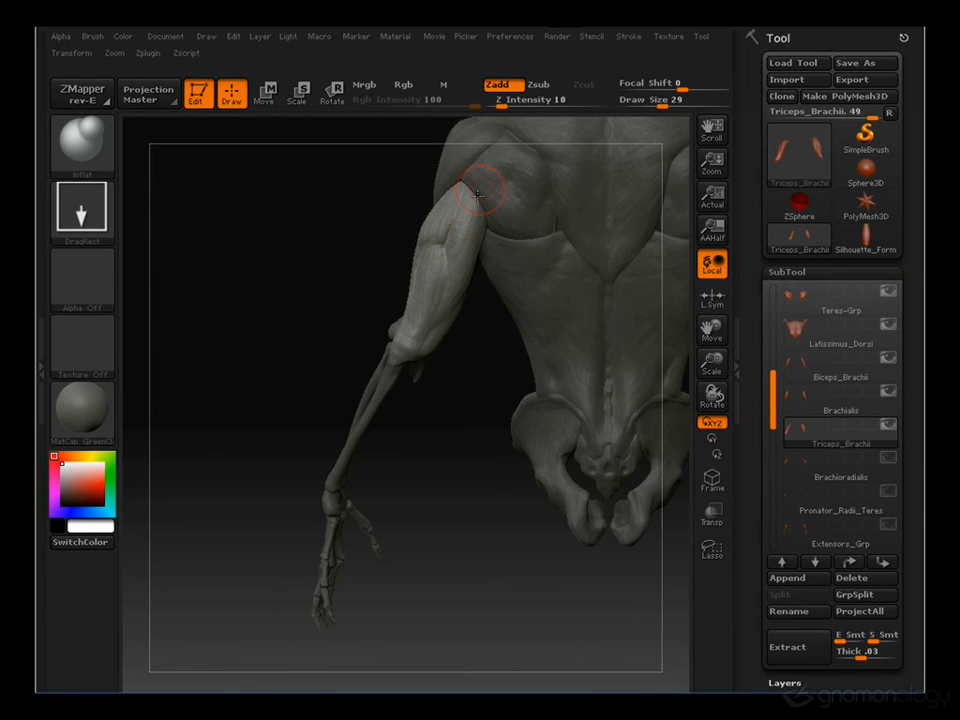 Alpha Brush Color Document Draw Edit Layer Light Macro Marker Material Movie Picker Preferences Render Stencil Stroke Texture Tool
Transform Zoom Zplugin Zscript
Tool
Load Tool Save As
Import Export
Clone Make PolyMesh3D
Triceps_Brachii. 49 R
ZMapper
rev-E
Projection
Master
Edit Draw Move Scale Rotate
Mrgb Rgb M
Rgb Intensity 100
Zadd Zsub Zcut
Z Intensity 10
Focal Shift 0
Draw Size 29
Inflat
DragRect
Alpha Off
Texture Off
MatCap_GreenCl
SwitchColor
Scroll
Zoom
Actual
AAHalf
Local
L.Sym
Move
Scale
Rotate
XYZ
Frame
Transp
Lasso
Triceps_Brachii
SimpleBrush
Sphere3D
ZSphere
PolyMesh3D
Triceps_Brachii
Silhouette_Form
SubTool
Teres-Grp
Latissimus_Dorsi
Biceps_Brachii
Brachialis
Triceps_Brachii
Brachioradialis
Pronator_Radii_Teres
Extensors_Grp
Append Delete
Split GrpSplit
Rename ProjectAll
Extract
E Smt S Smt
Thick .03
Layers
gnomonology